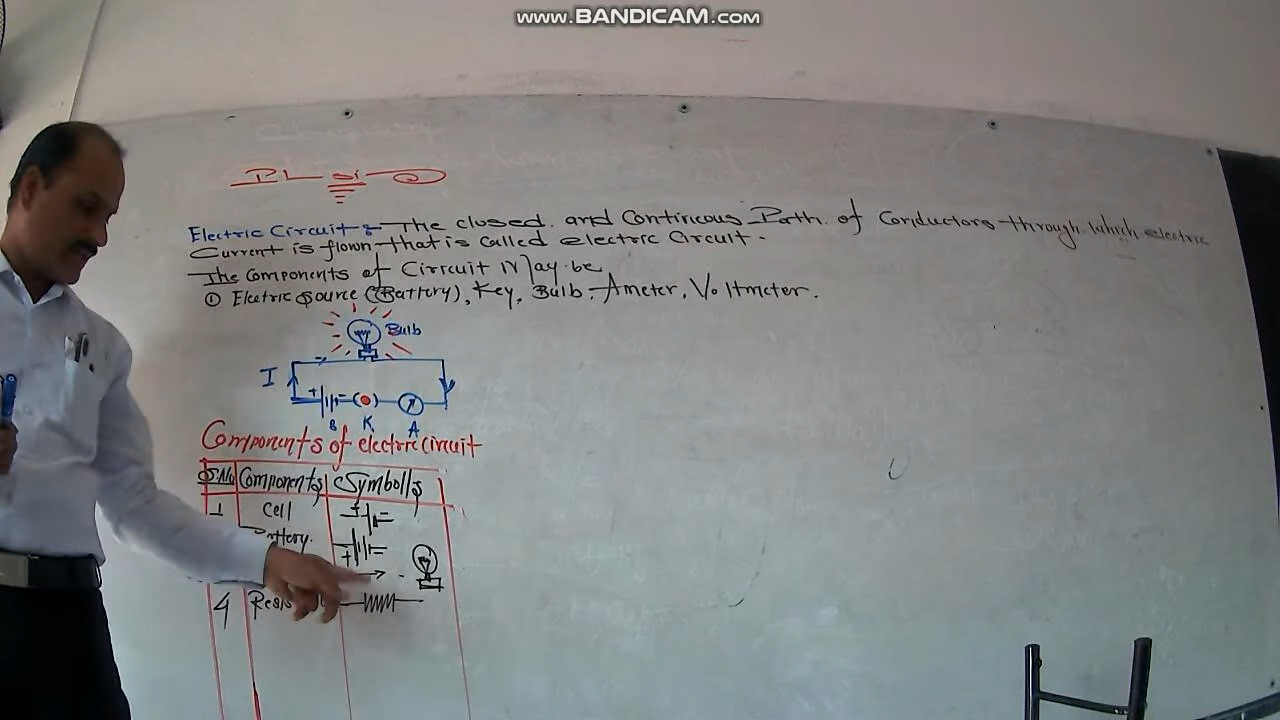 WWW.BANDICAM.COM
Electric Circuit :- The closed and Continuous Path of Conductors through which electric
Current is flown that is called electric Circuit.
The Components of Circuit May be
① Electric source (Battery), Key, Bulb, Ameter, Voltmeter.
Bulb
I
+
B K A
Components of electric circuit
S.No Components Symbolls
1 Cell + -
+ -
4